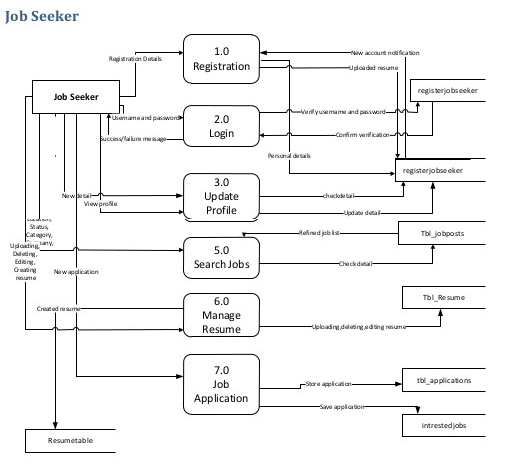 Job Seeker
1.0
Registration
Registration Details
New account notification
Uploaded resume
Job Seeker
registerjobseeker
Username and password
2.0
Login
Verify username and password
Success/failure message
Confirm verification
Personal details
registerjobseeker
New detail
View profile
3.0
Update
Profile
checkdetail
Update detail
Status,
Category,
Uploading,
Deleting,
Editing,
Creating
resume
Refined job list
Tbl_jobposts
5.0
Search Jobs
Check detail
New application
Tbl_Resume
Created resume
6.0
Manage
Resume
Uploading,deleting,editing resume
7.0
Job
Application
Store application
tbl_applications
Save application
intrestedjobs
Resumetable